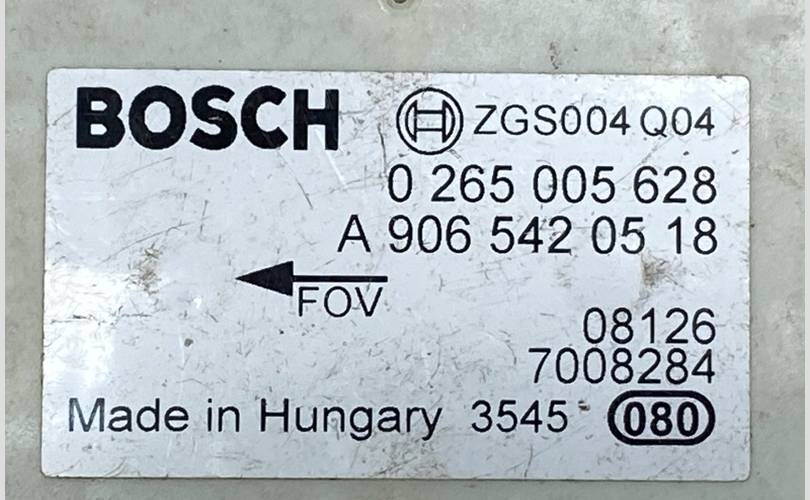 BOSCH ZGS004 Q04
0 265 005 628
A 906 542 05 18
FOV
08126
7008284
Made in Hungary 3545 080